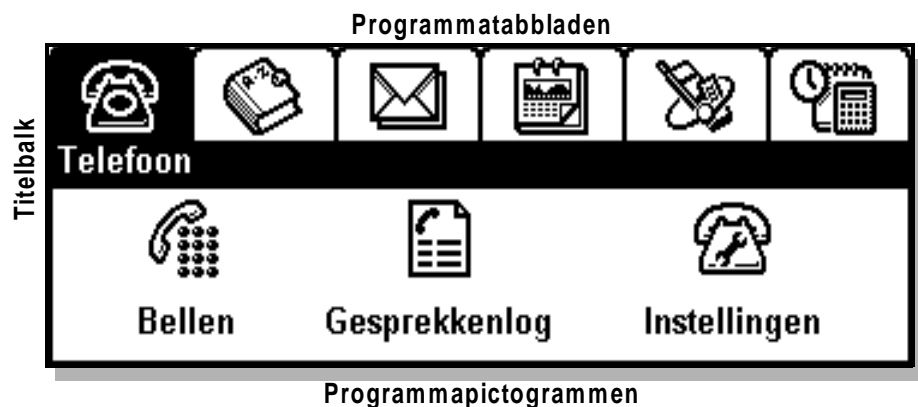 Programmatabbladen
Titelbalk
A-Z
Telefoon
Bellen Gesprekkenlog Instellingen
Programmapictogrammen